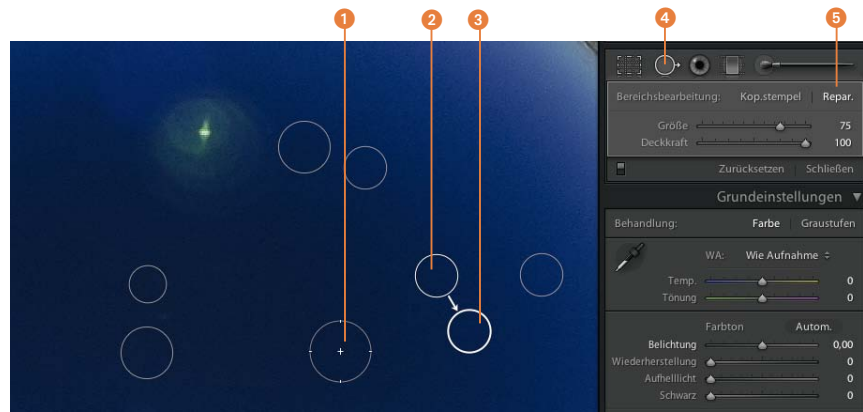 1 2 3 4 5
Bereichsbearbeitung: Kop.stempel | Repar.
Größe 75
Deckkraft 100
Zurücksetzen | Schließen
Grundeinstellungen ▼
Behandlung: Farbe | Graustufen
WA: Wie Aufnahme
Temp. 0
Tönung 0
Farbton Autom.
Belichtung 0,00
Wiederherstellung 0
Aufhelllicht 0
Schwarz 0